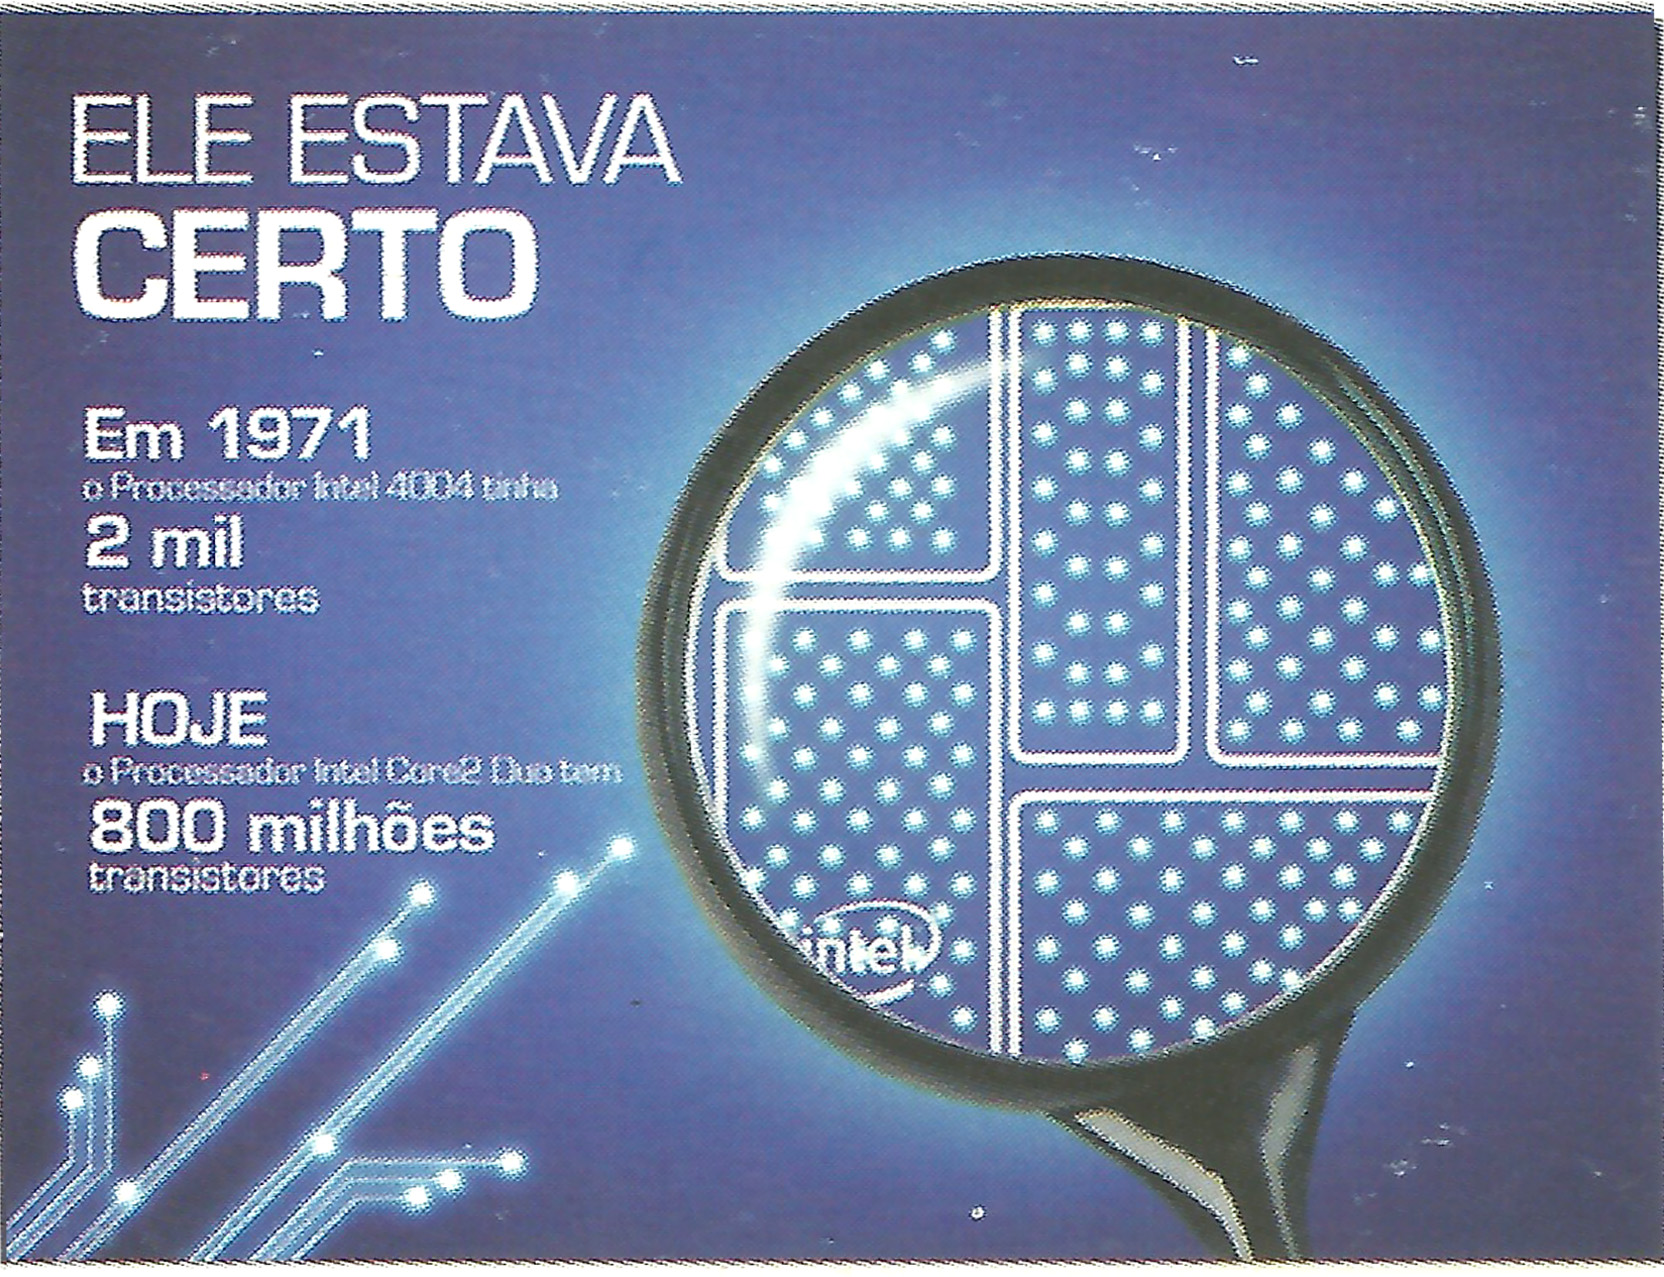 ELE ESTAVA
CERTO
Em 1971
o Processador Intel 4004 tinha
2 mil
transistores
HOJE
o Processador Intel Core2 Duo tem
800 milhões
transistores
intel